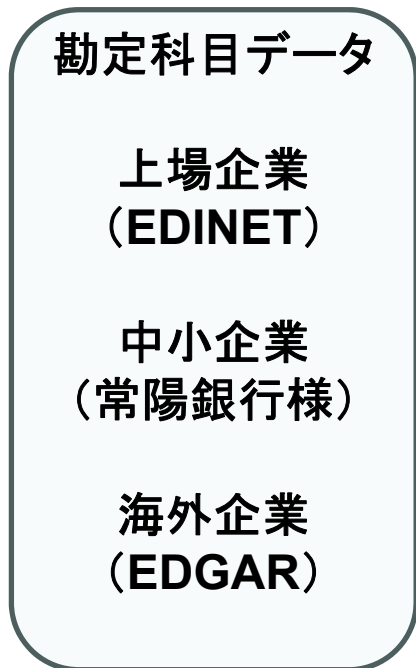 勘定科目データ
上場企業
（EDINET）
中小企業
（常陽銀行様）
海外企業
（EDGAR）